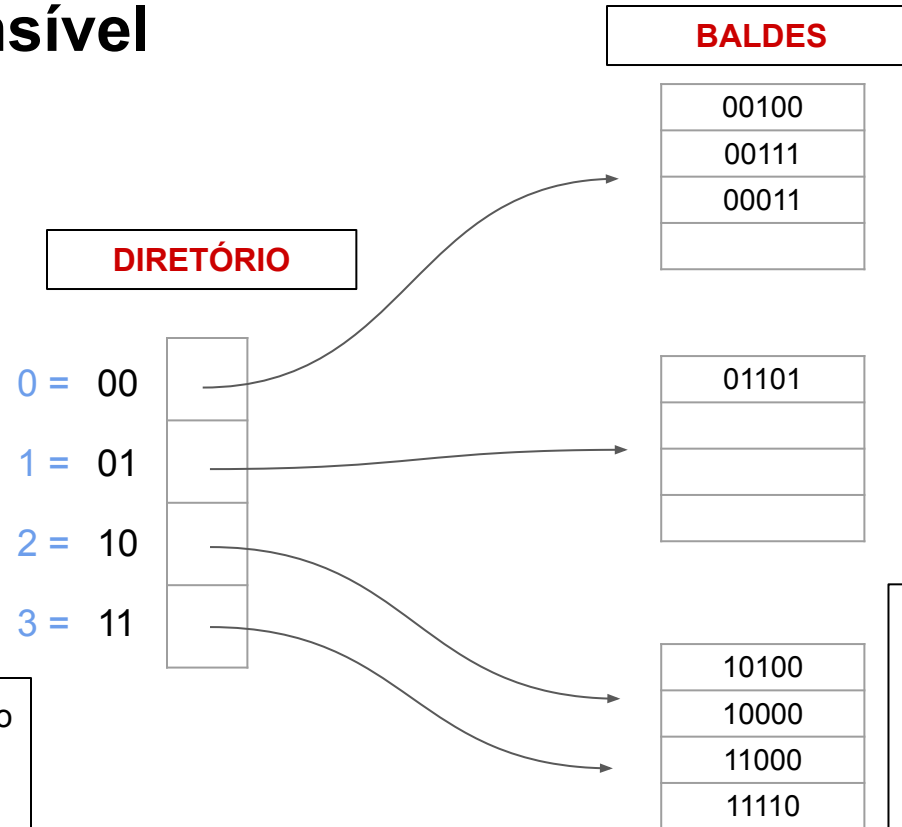 nsível
BALDES
00100
00111
00011
DIRETÓRIO
0 = 00
1 = 01
2 = 10
3 = 11
01101
10100
10000
11000
11110
o